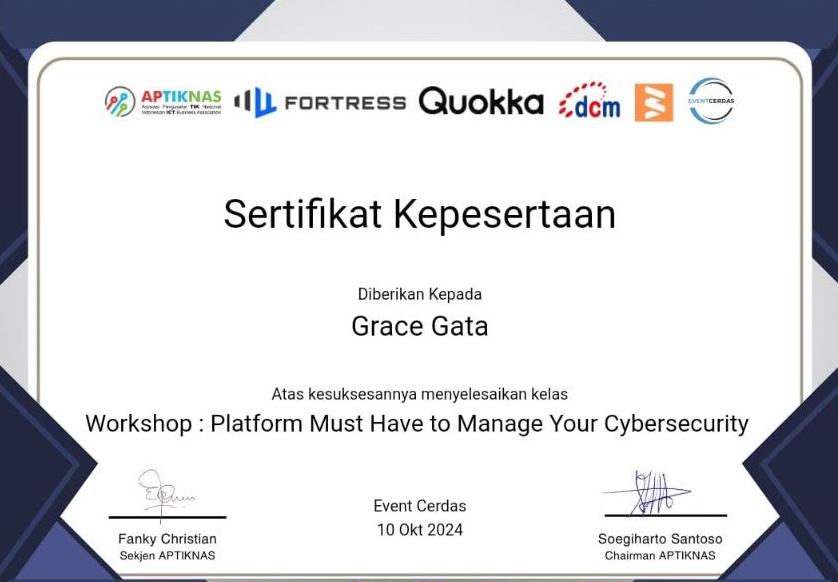 APTIKNAS
Asosiasi Pengusaha TIK Nasional
Indonesian ICT Business Association
FORTRESS
Quokka
dcm
EVENTCERDAS
Sertifikat Kepesertaan
Diberikan Kepada
Grace Gata
Atas kesuksesannya menyelesaikan kelas
Workshop : Platform Must Have to Manage Your Cybersecurity
Event Cerdas
10 Okt 2024
Fanky Christian
Sekjen APTIKNAS
Soegiharto Santoso
Chairman APTIKNAS